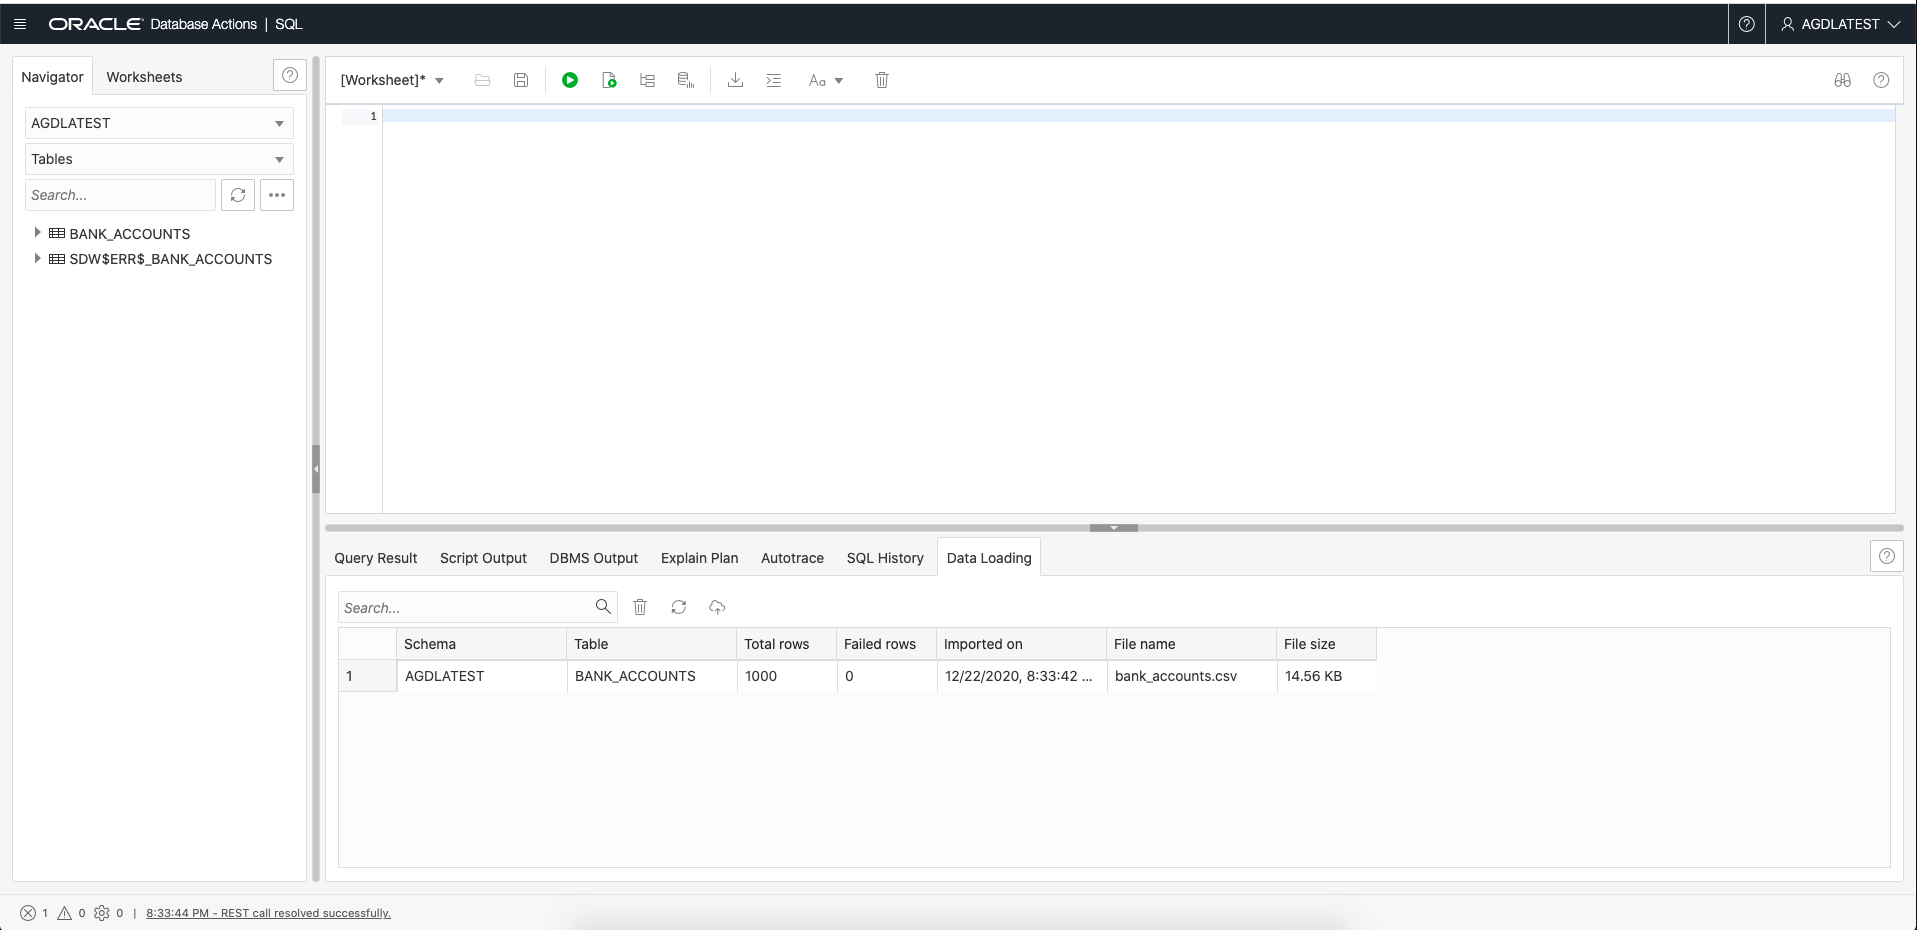 ORACLE Database Actions | SQL
AGDLATEST
Navigator
Worksheets
AGDLATEST
Tables
Search...
BANK_ACCOUNTS
SDW$ERR$_BANK_ACCOUNTS
[Worksheet]*
Aa
1
Query Result Script Output DBMS Output Explain Plan Autotrace SQL History Data Loading
Search...
Schema Table Total rows Failed rows Imported on File name File size
1 AGDLATEST BANK_ACCOUNTS 1000 0 12/22/2020, 8:33:42 ... bank_accounts.csv 14.56 KB
1 0 0 | 8:33:44 PM - REST call resolved successfully.